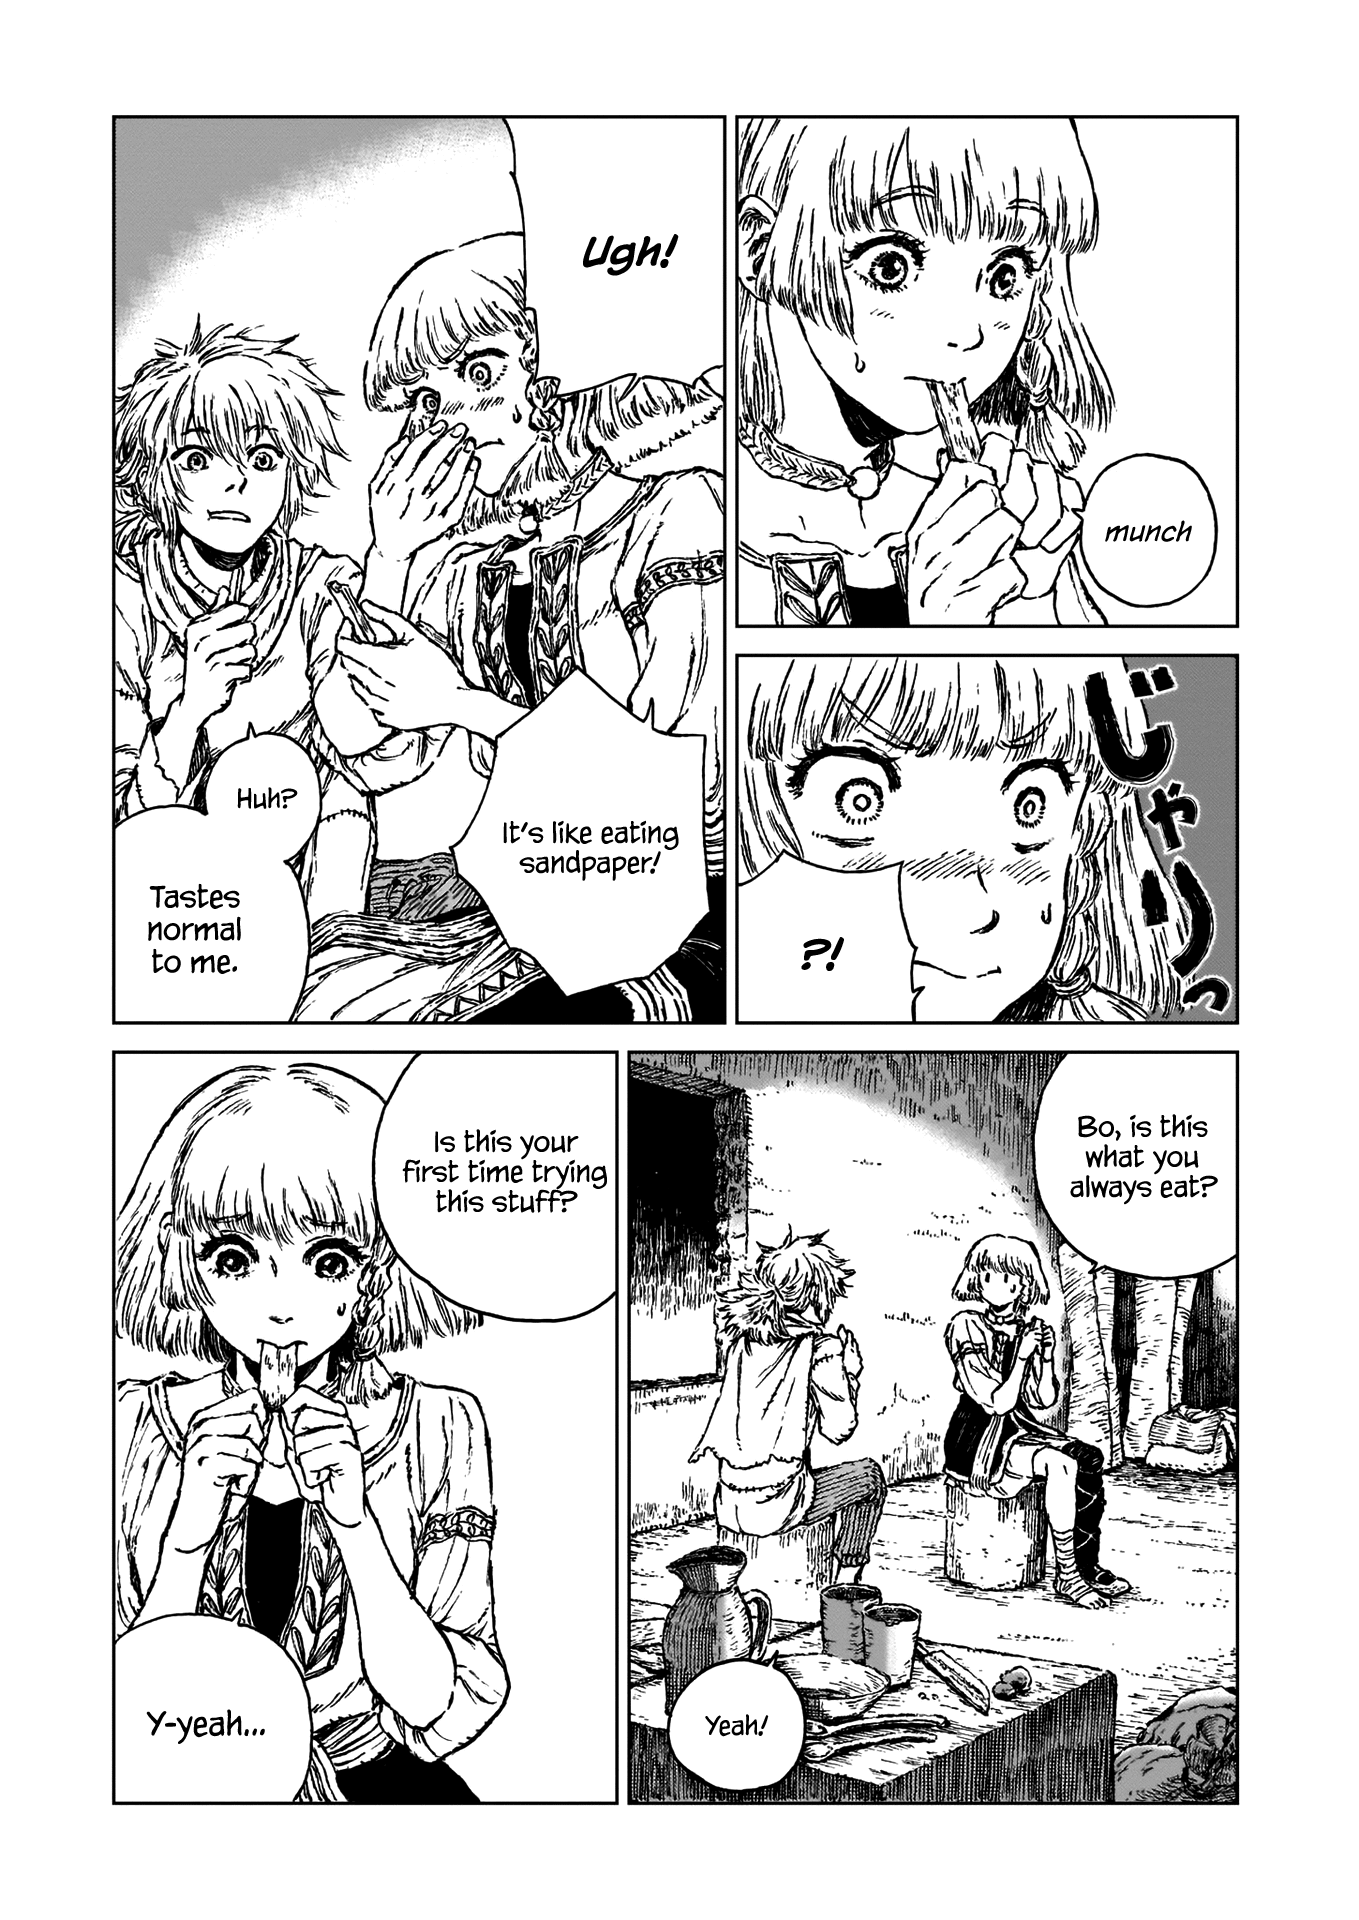 munch
じゃりっ
?!
Ugh!
It's like eating
sandpaper!
Huh?
Tastes
normal
to me.
Bo, is this
what you
always eat?
Yeah!
Is this your
first time trying
this stuff?
Y-yeah...